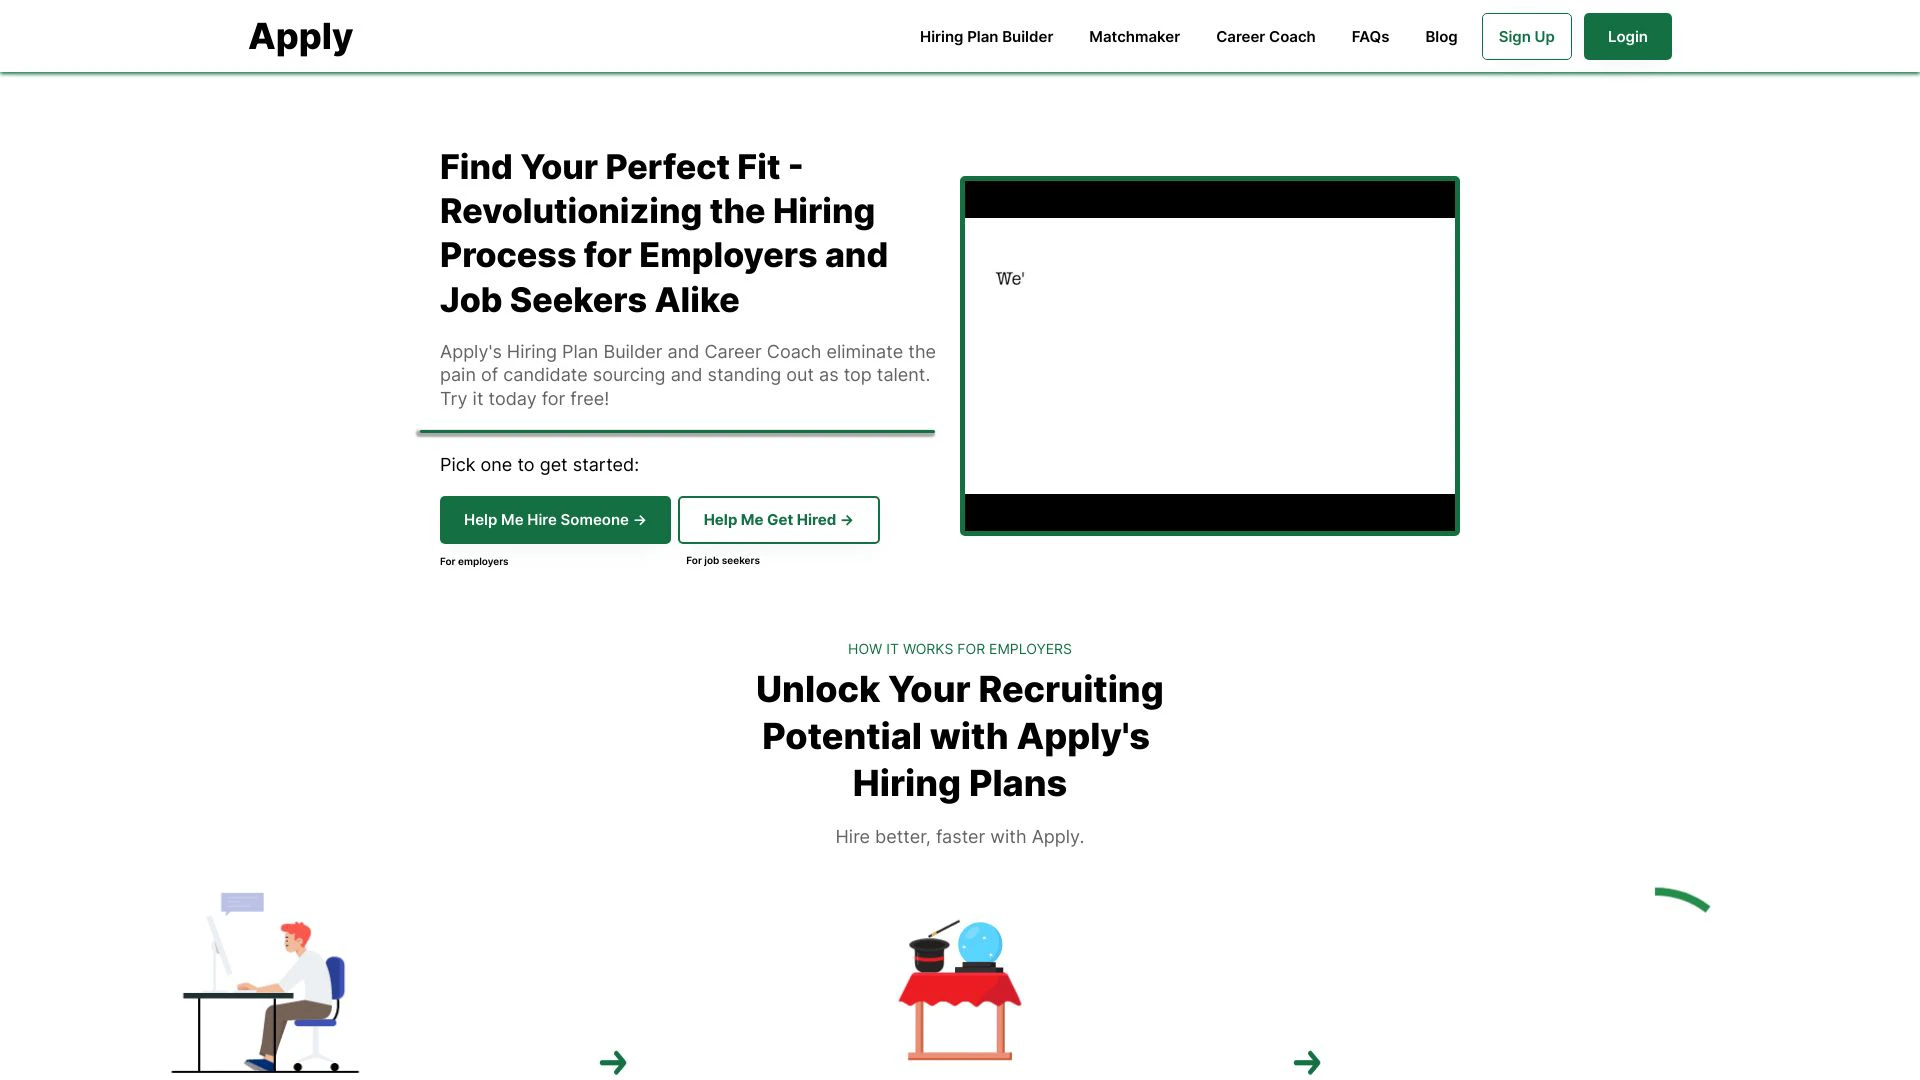 Apply
Hiring Plan Builder
Matchmaker
Career Coach
FAQs
Blog
Sign Up
Login
Find Your Perfect Fit -
Revolutionizing the Hiring
Process for Employers and
Job Seekers Alike
Apply's Hiring Plan Builder and Career Coach eliminate the
pain of candidate sourcing and standing out as top talent.
Try it today for free!
Pick one to get started:
Help Me Hire Someone →
Help Me Get Hired →
For employers
For job seekers
We'
HOW IT WORKS FOR EMPLOYERS
Unlock Your Recruiting
Potential with Apply's
Hiring Plans
Hire better, faster with Apply.